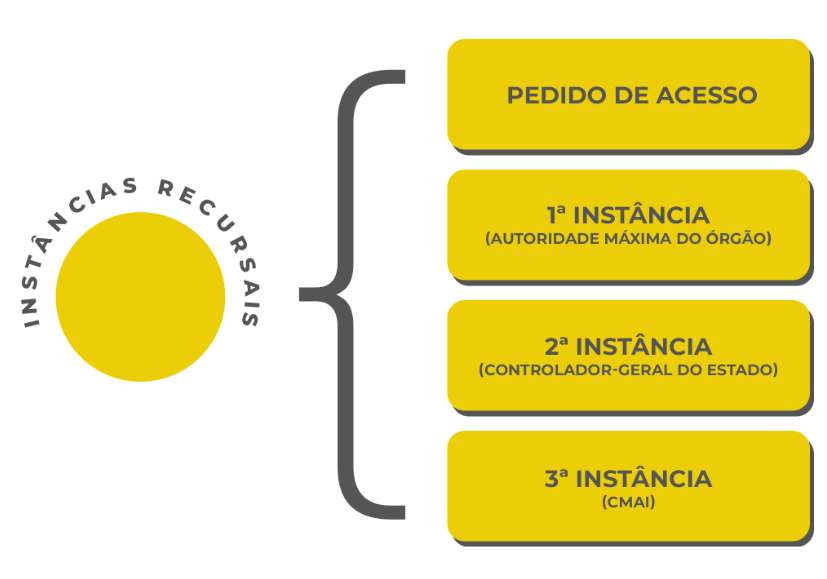 INSTÂNCIAS RECURSAIS
PEDIDO DE ACESSO
1ª INSTÂNCIA
(AUTORIDADE MÁXIMA DO ÓRGÃO)
2ª INSTÂNCIA
(CONTROLADOR-GERAL DO ESTADO)
3ª INSTÂNCIA
(CMAI)